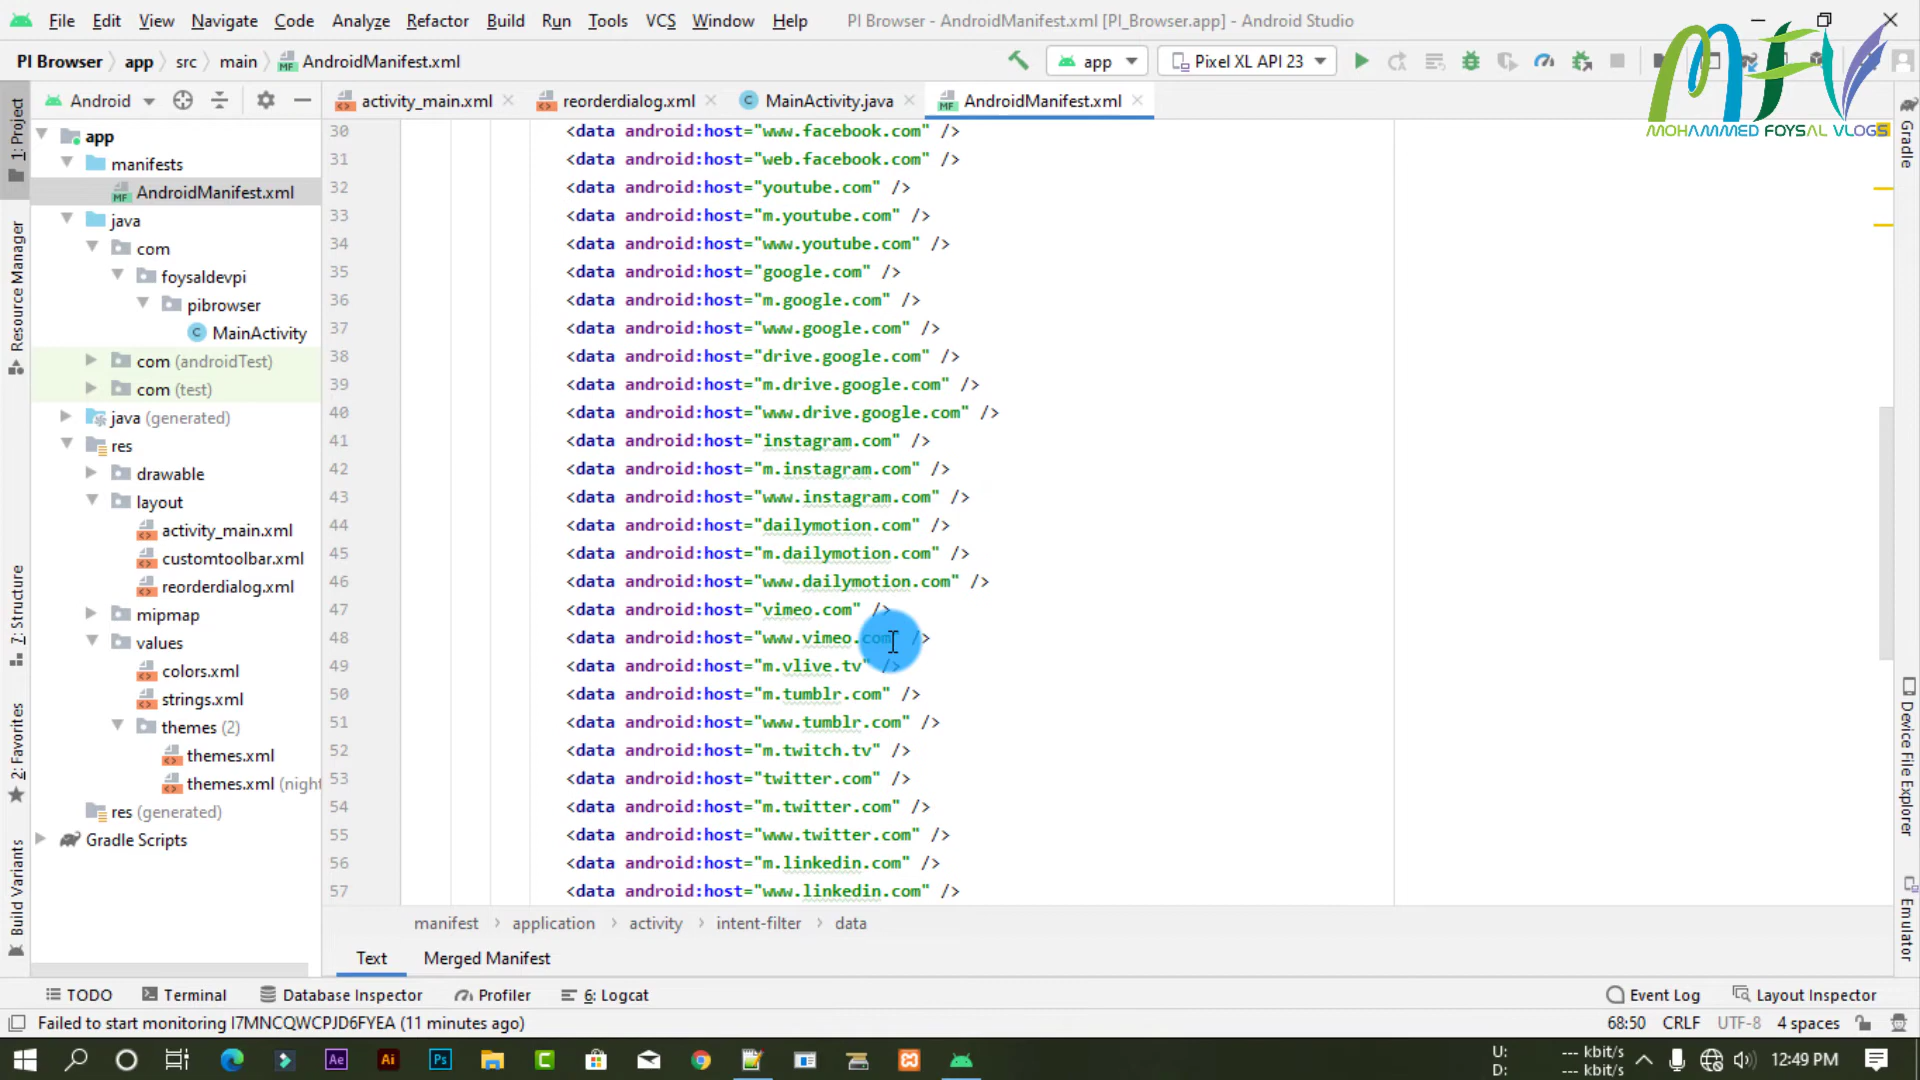 File Edit View Navigate Code Analyze Refactor Build Run Tools VCS Window Help PI Browser - AndroidManifest.xml [PI_Browser.app] - Android Studio
PI Browser app src main AndroidManifest.xml app Pixel XL API 23
MOHAMMED FOYSAL VLOGS
Android activity_main.xml reorderdialog.xml MainActivity.java AndroidManifest.xml
1: Project
Resource Manager
7: Structure
2: Favorites
Build Variants
app
manifests
AndroidManifest.xml
java
com
foysaldevpi
pibrowser
MainActivity
com (androidTest)
com (test)
java (generated)
res
drawable
layout
activity_main.xml
customtoolbar.xml
reorderdialog.xml
mipmap
values
colors.xml
strings.xml
themes (2)
themes.xml
themes.xml (night
res (generated)
Gradle Scripts
30 <data android:host="www.facebook.com" />
31 <data android:host="web.facebook.com" />
32 <data android:host="youtube.com" />
33 <data android:host="m.youtube.com" />
34 <data android:host="www.youtube.com" />
35 <data android:host="google.com" />
36 <data android:host="m.google.com" />
37 <data android:host="www.google.com" />
38 <data android:host="drive.google.com" />
39 <data android:host="m.drive.google.com" />
40 <data android:host="www.drive.google.com" />
41 <data android:host="instagram.com" />
42 <data android:host="m.instagram.com" />
43 <data android:host="www.instagram.com" />
44 <data android:host="dailymotion.com" />
45 <data android:host="m.dailymotion.com" />
46 <data android:host="www.dailymotion.com" />
47 <data android:host="vimeo.com" />
48 <data android:host="www.vimeo.com" />
49 <data android:host="m.vlive.tv" />
50 <data android:host="m.tumblr.com" />
51 <data android:host="www.tumblr.com" />
52 <data android:host="m.twitch.tv" />
53 <data android:host="twitter.com" />
54 <data android:host="m.twitter.com" />
55 <data android:host="www.twitter.com" />
56 <data android:host="m.linkedin.com" />
57 <data android:host="www.linkedin.com" />
Gradle
Device File Explorer
Emulator
manifest application activity intent-filter data
Text Merged Manifest
TODO Terminal Database Inspector Profiler 6: Logcat Event Log Layout Inspector
Failed to start monitoring I7MNCQWCPJD6FYEA (11 minutes ago) 68:50 CRLF UTF-8 4 spaces
U: --- kbit/s
D: --- kbit/s
12:49 PM